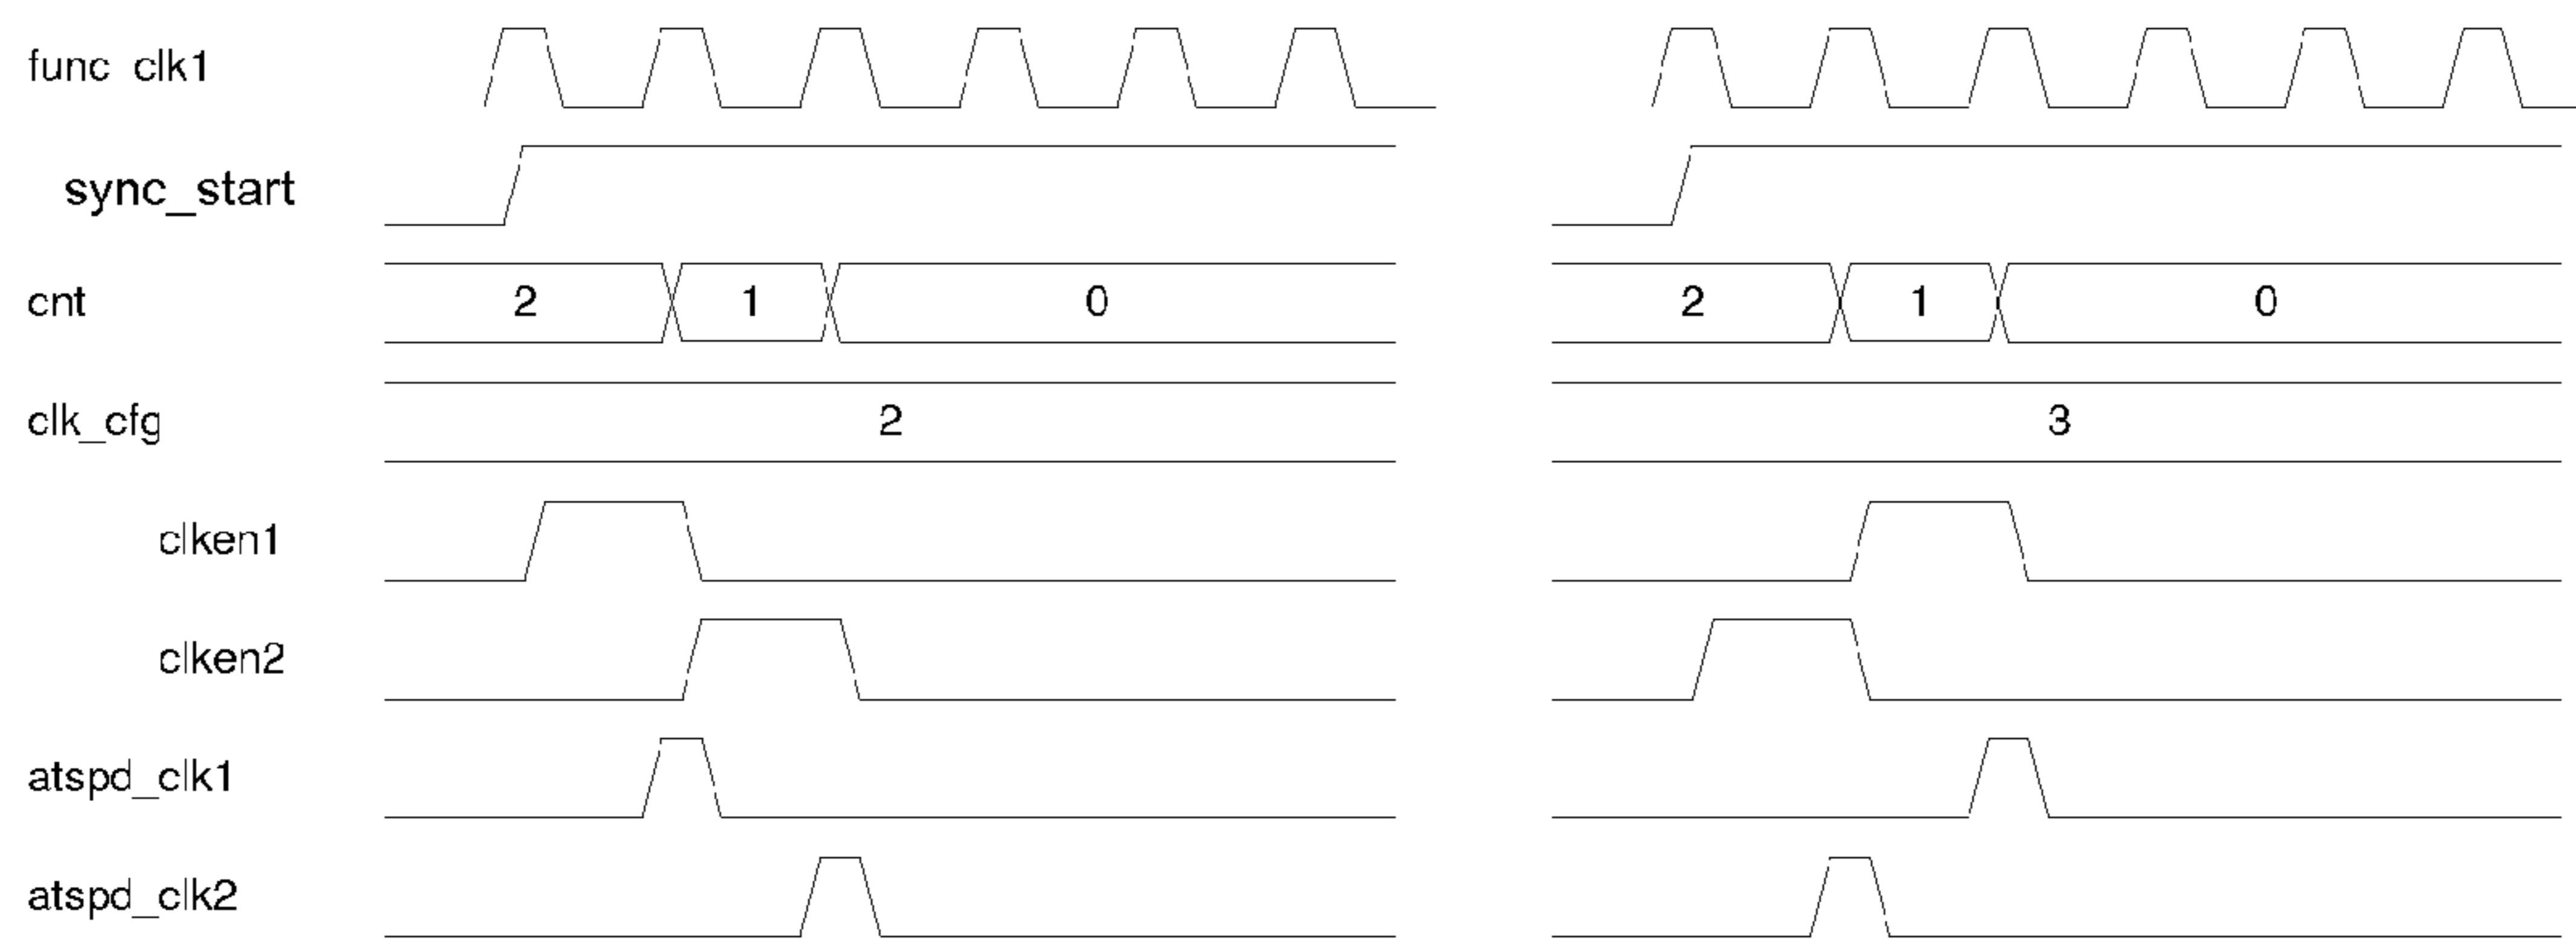 func clk1
sync_start
cnt 2 1 0 2 1 0
clk_cfg 2 3
clken1
clken2
atspd_clk1
atspd_clk2